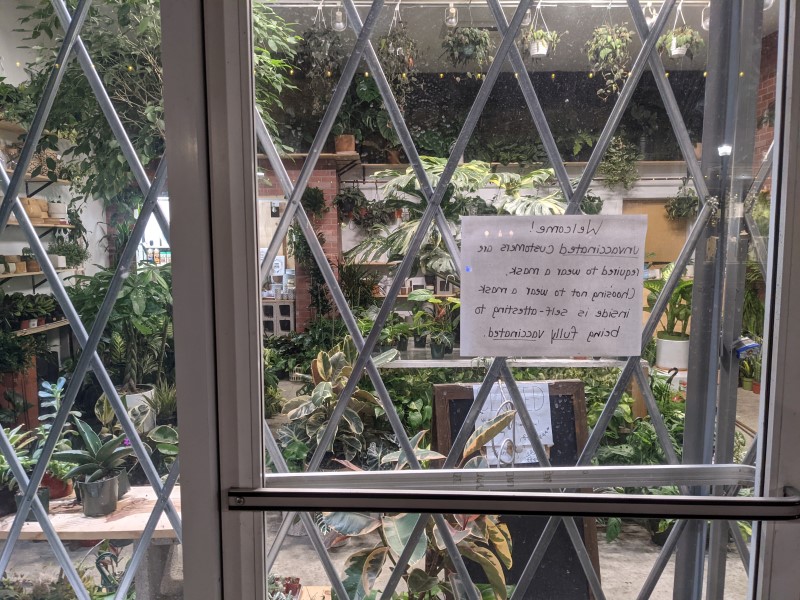 Welcome!
unvaccinated customers are
required to wear a mask.
Choosing not to wear a mask
inside is self-attesting to
being fully vaccinated.